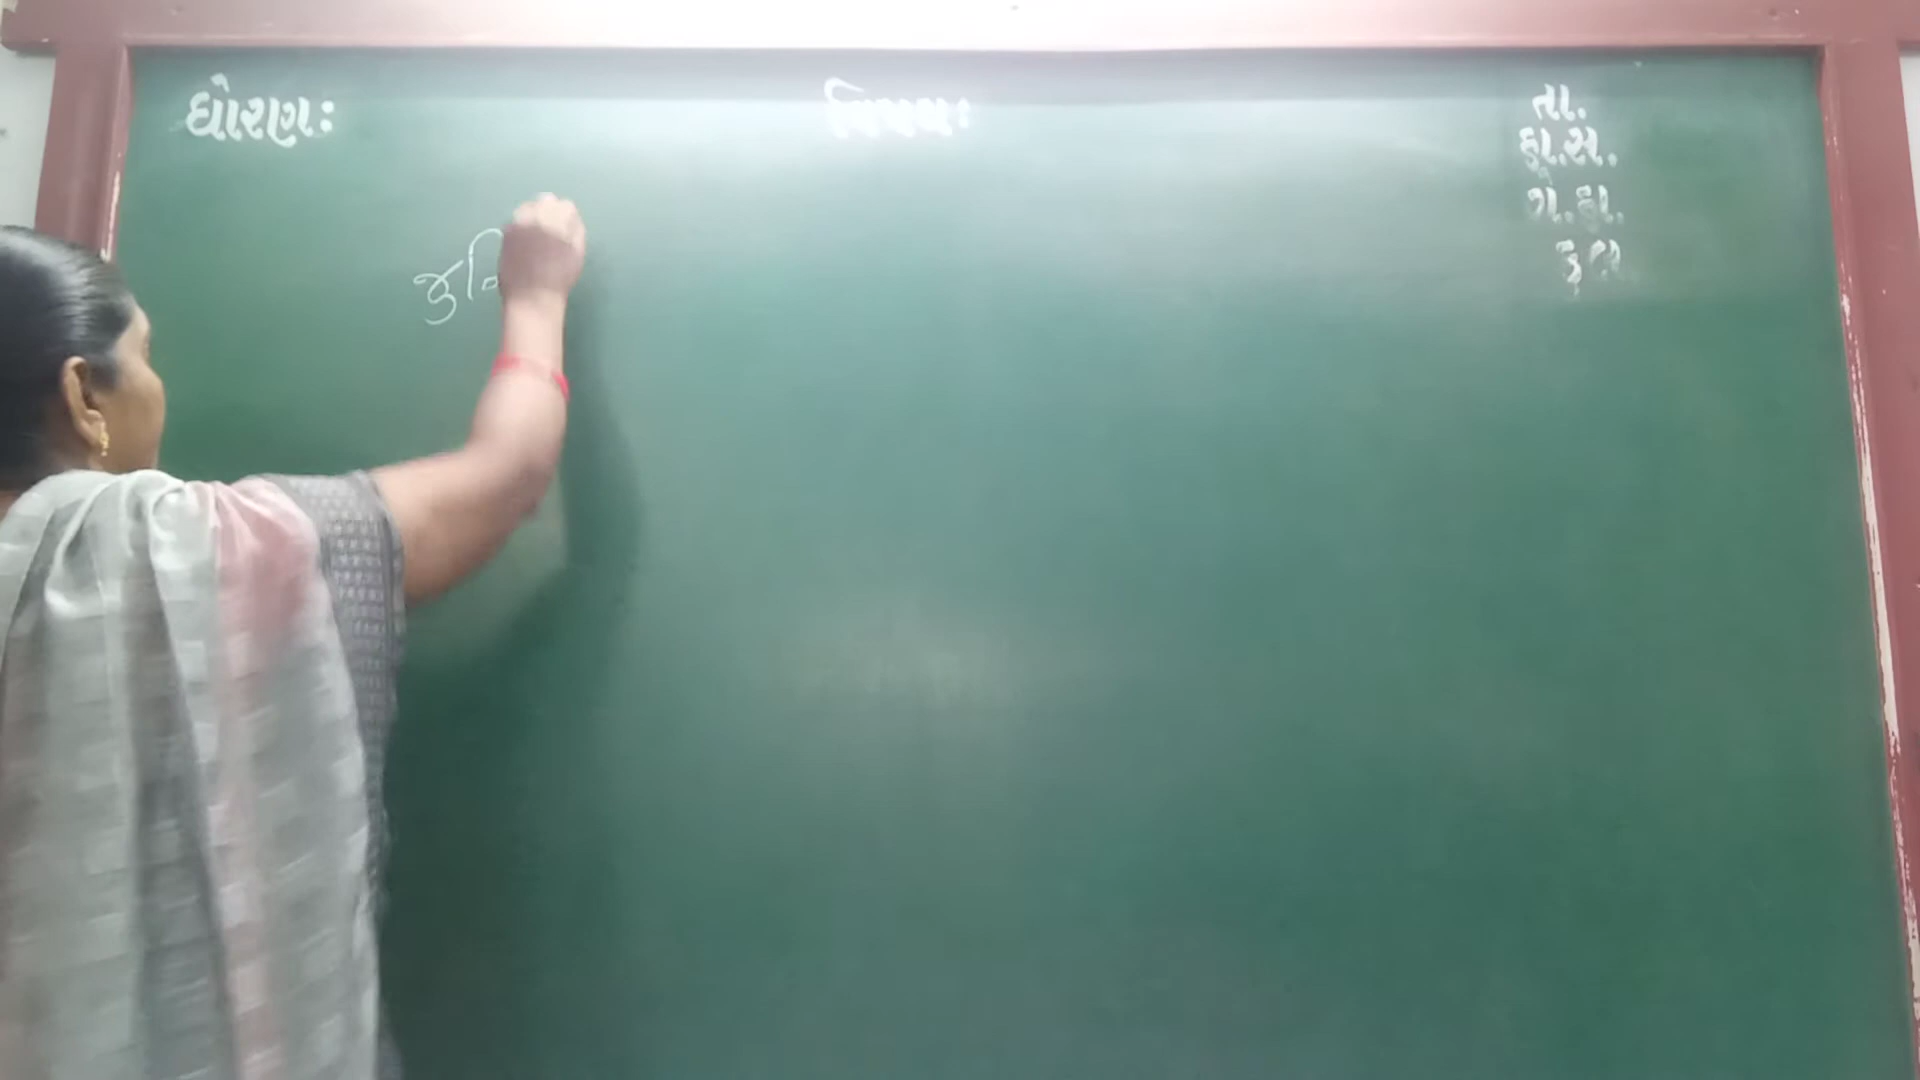 ધોરણઃ
વિષયઃ
તા.
હા.સ.
ગ.હા.
કુલ
જુનિ